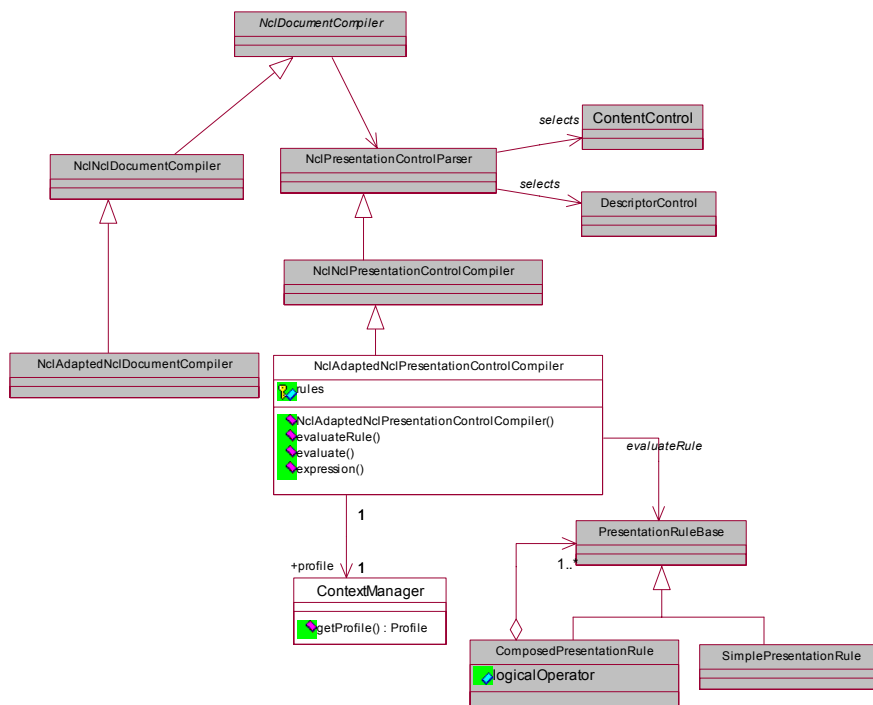 NclDocumentCompiler
selects
ContentControl
NclNclDocumentCompiler
NclPresentationControlParser
selects
DescriptorControl
NclNclPresentationControlCompiler
NclAdaptedNclDocumentCompiler
NclAdaptedNclPresentationControlCompiler
rules
NclAdaptedNclPresentationControlCompiler()
evaluateRule()
evaluate()
expression()
evaluateRule
1
PresentationRuleBase
1..*
+profile
1
ContextManager
getProfile() : Profile
ComposedPresentationRule
logicalOperator
SimplePresentationRule